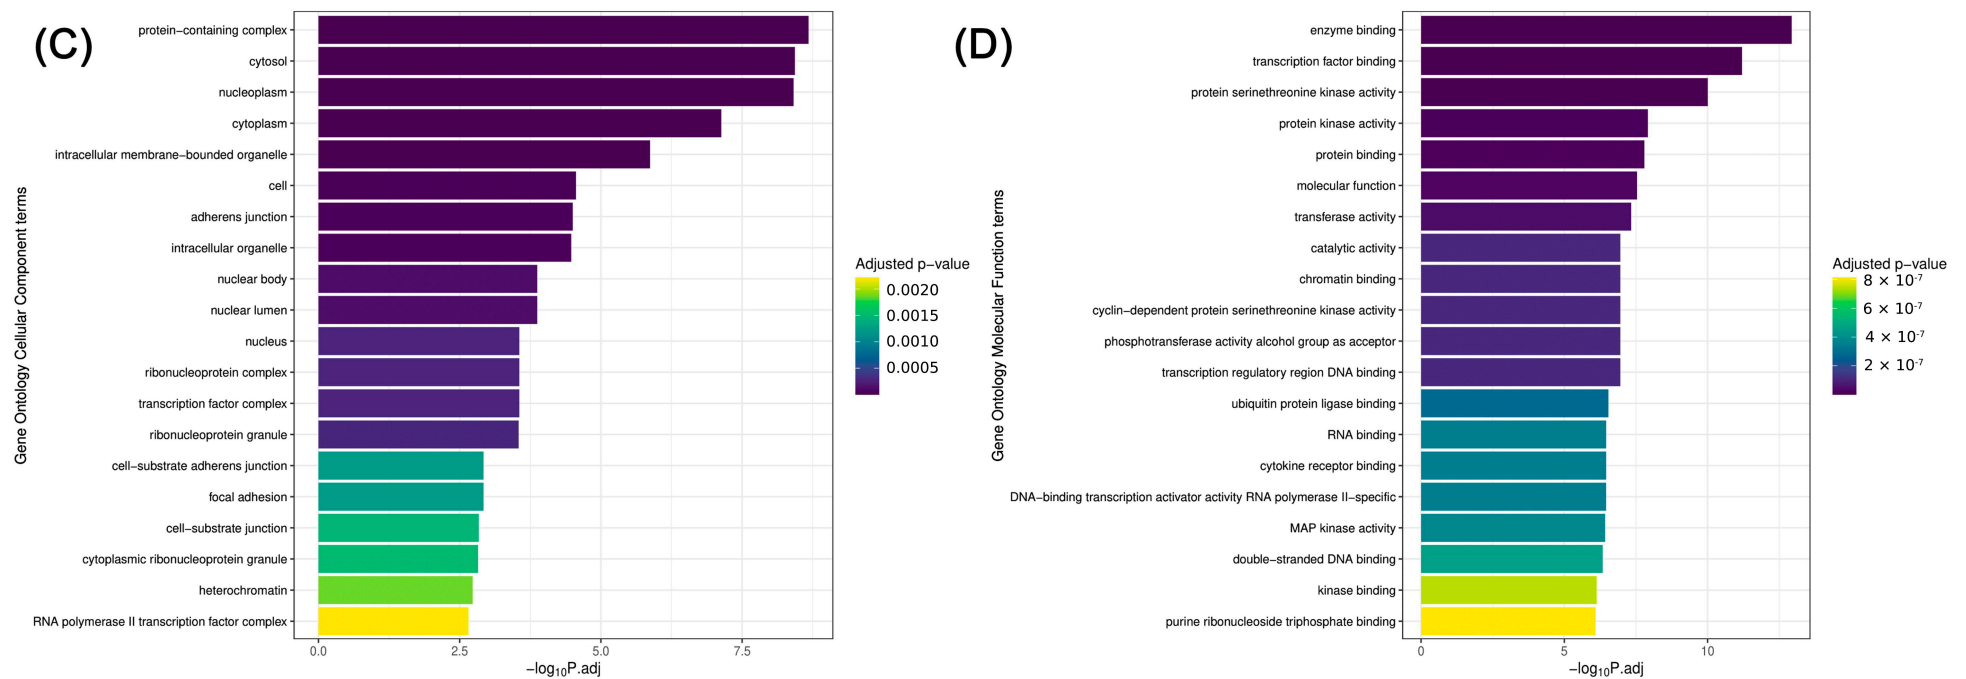 (C)
Gene Ontology Cellular Component terms
protein−containing complex
cytosol
nucleoplasm
cytoplasm
intracellular membrane−bounded organelle
cell
adherens junction
intracellular organelle
nuclear body
nuclear lumen
nucleus
ribonucleoprotein complex
transcription factor complex
ribonucleoprotein granule
cell−substrate adherens junction
focal adhesion
cell−substrate junction
cytoplasmic ribonucleoprotein granule
heterochromatin
RNA polymerase II transcription factor complex
0.0 2.5 5.0 7.5
−log₁₀P.adj
Adjusted p−value
0.0020
0.0015
0.0010
0.0005
(D)
Gene Ontology Molecular Function terms
enzyme binding
transcription factor binding
protein serinethreonine kinase activity
protein kinase activity
protein binding
molecular function
transferase activity
catalytic activity
chromatin binding
cyclin−dependent protein serinethreonine kinase activity
phosphotransferase activity alcohol group as acceptor
transcription regulatory region DNA binding
ubiquitin protein ligase binding
RNA binding
cytokine receptor binding
DNA−binding transcription activator activity RNA polymerase II−specific
MAP kinase activity
double−stranded DNA binding
kinase binding
purine ribonucleoside triphosphate binding
0 5 10
−log₁₀P.adj
Adjusted p−value
8 × 10⁻⁷
6 × 10⁻⁷
4 × 10⁻⁷
2 × 10⁻⁷